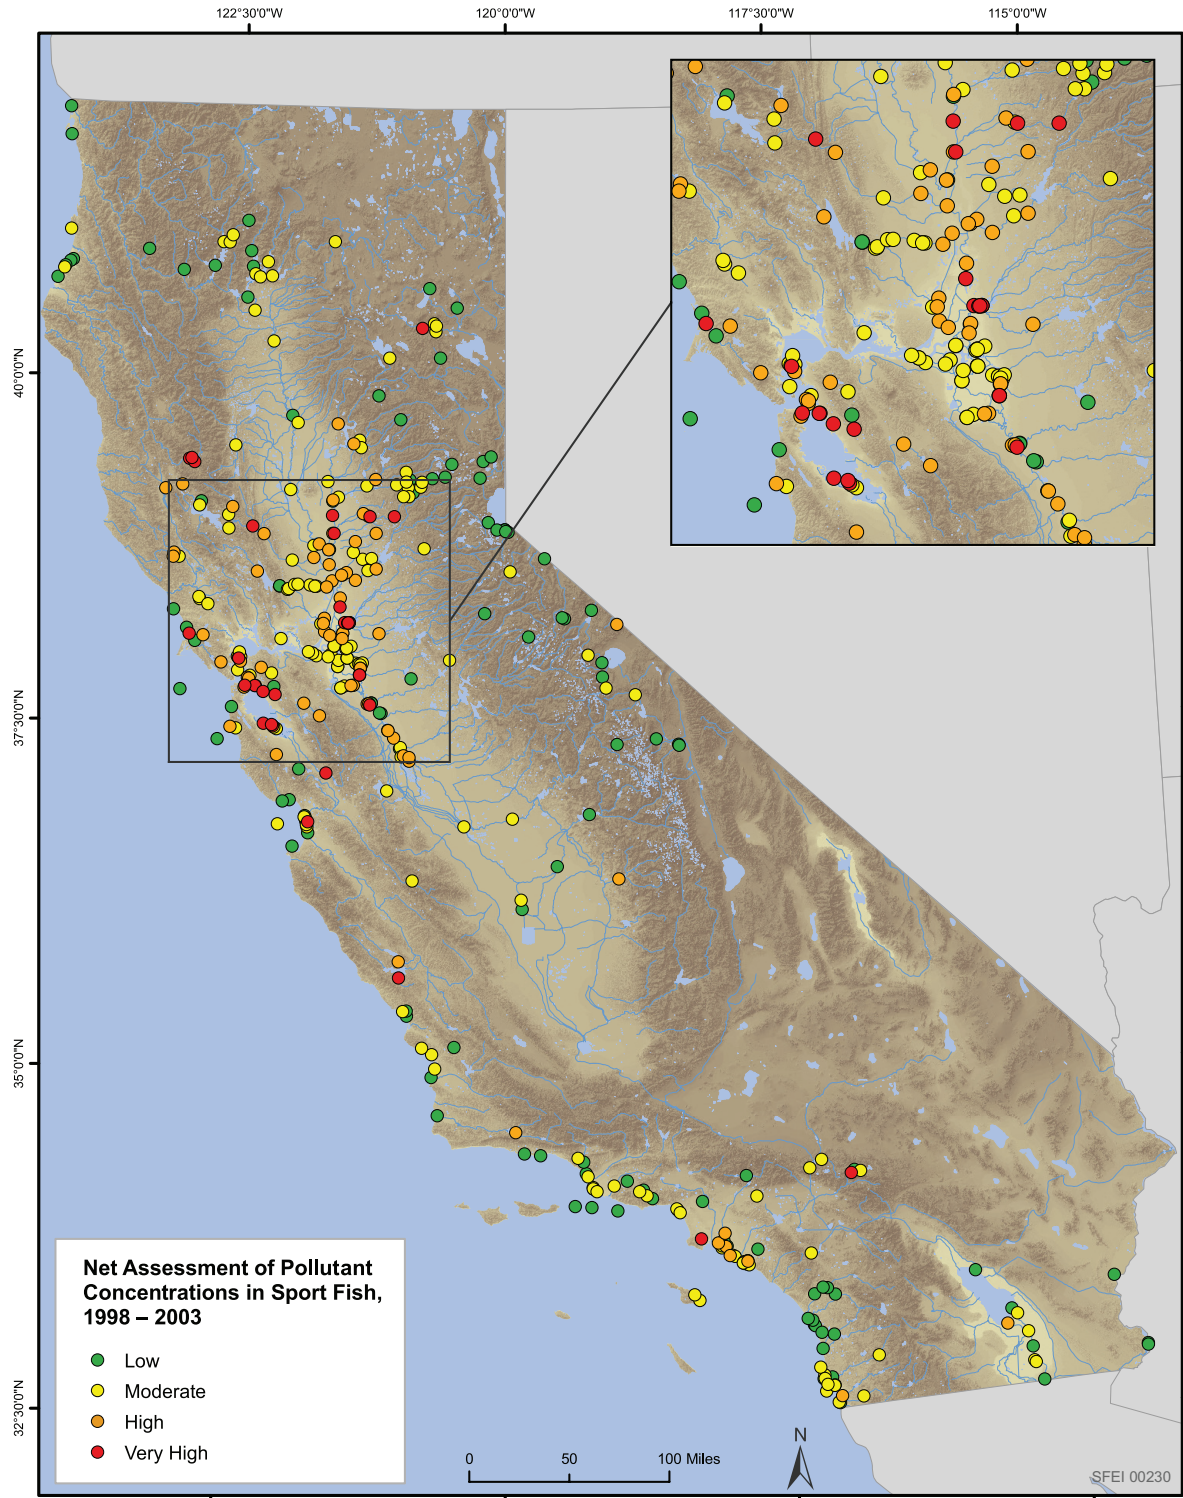 122°30'0"W
120°0'0"W
117°30'0"W
115°0'0"W
40°0'0"N
37°30'0"N
35°0'0"N
32°30'0"N
Net Assessment of Pollutant
Concentrations in Sport Fish,
1998 – 2003
Low
Moderate
High
Very High
0 50 100 Miles
N
SFEI 00230